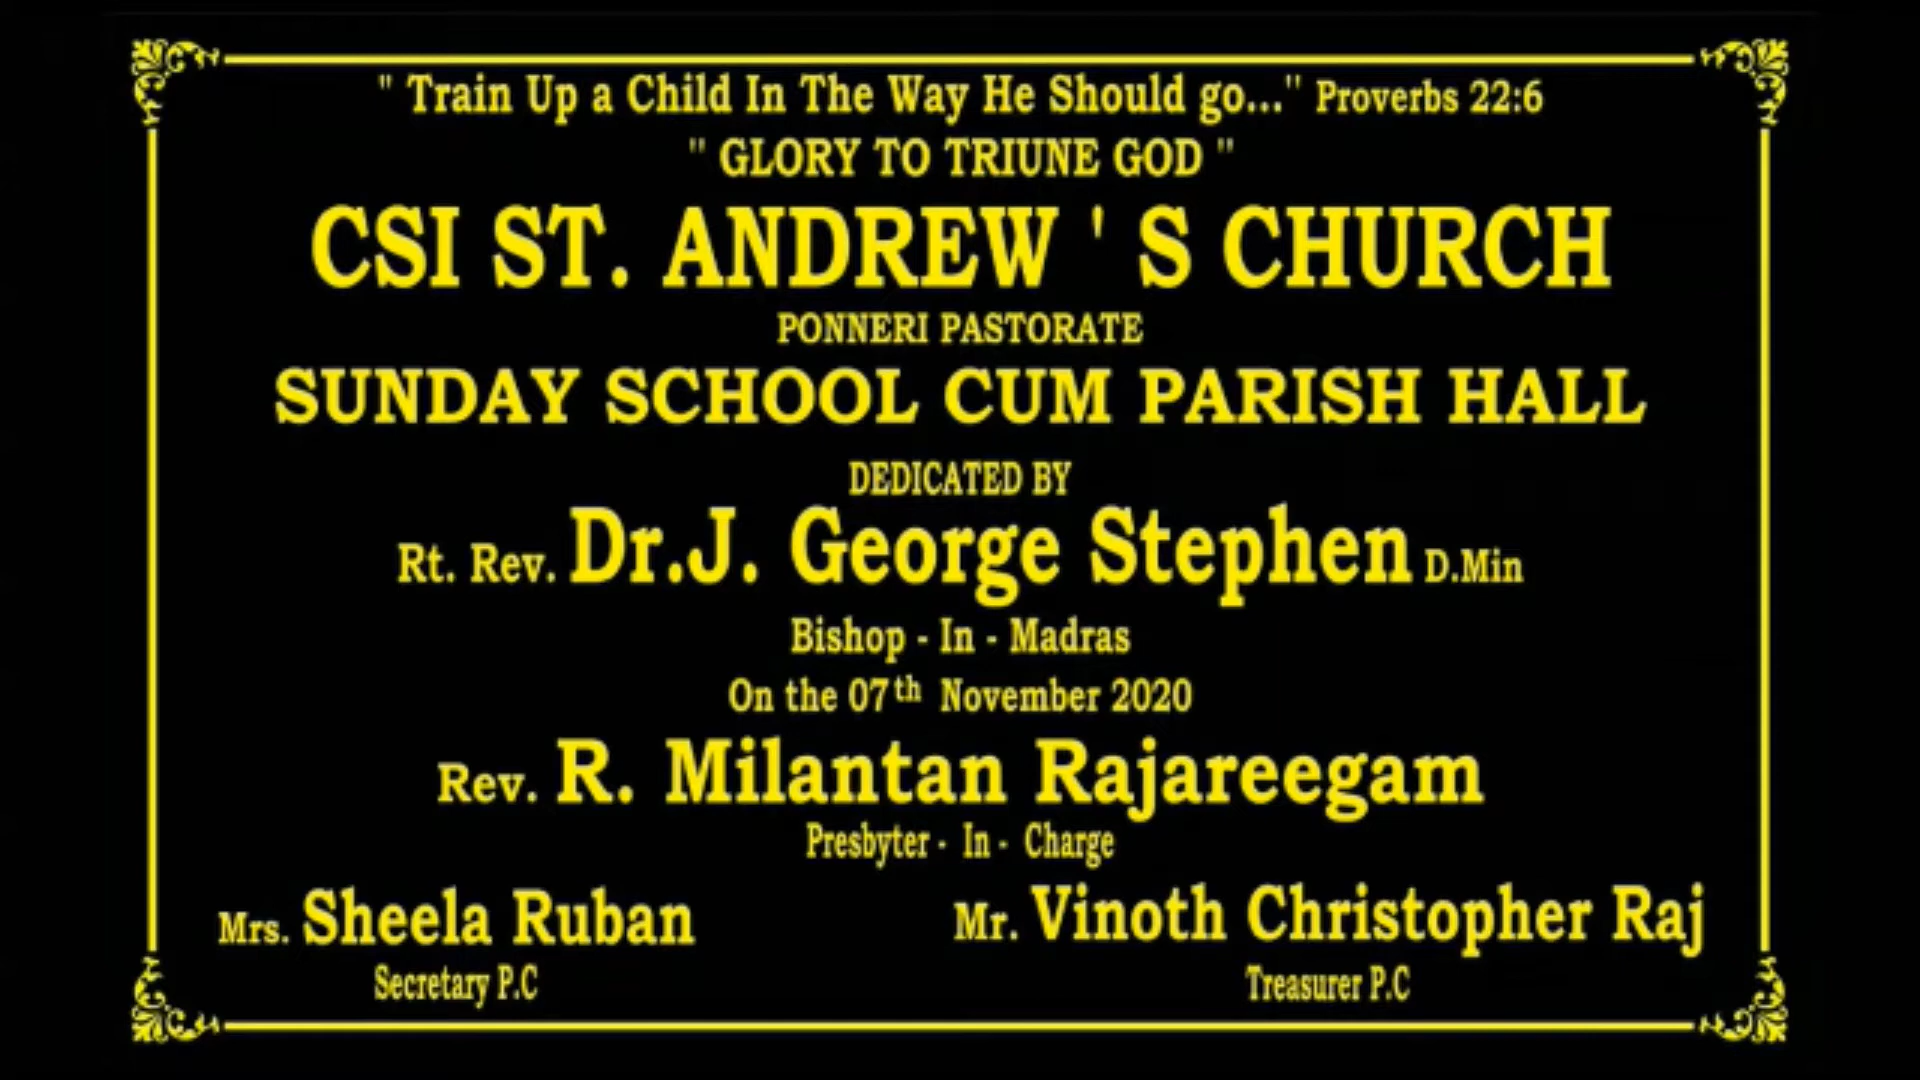 " Train Up a Child In The Way He Should go..." Proverbs 22:6
" GLORY TO TRIUNE GOD "
CSI ST. ANDREW ' S CHURCH
PONNERI PASTORATE
SUNDAY SCHOOL CUM PARISH HALL
DEDICATED BY
Rt. Rev. Dr.J. George Stephen D.Min
Bishop - In - Madras
On the 07th November 2020
Rev. R. Milantan Rajareegam
Presbyter - In - Charge
Mrs. Sheela Ruban
Secretary P.C
Mr. Vinoth Christopher Raj
Treasurer P.C